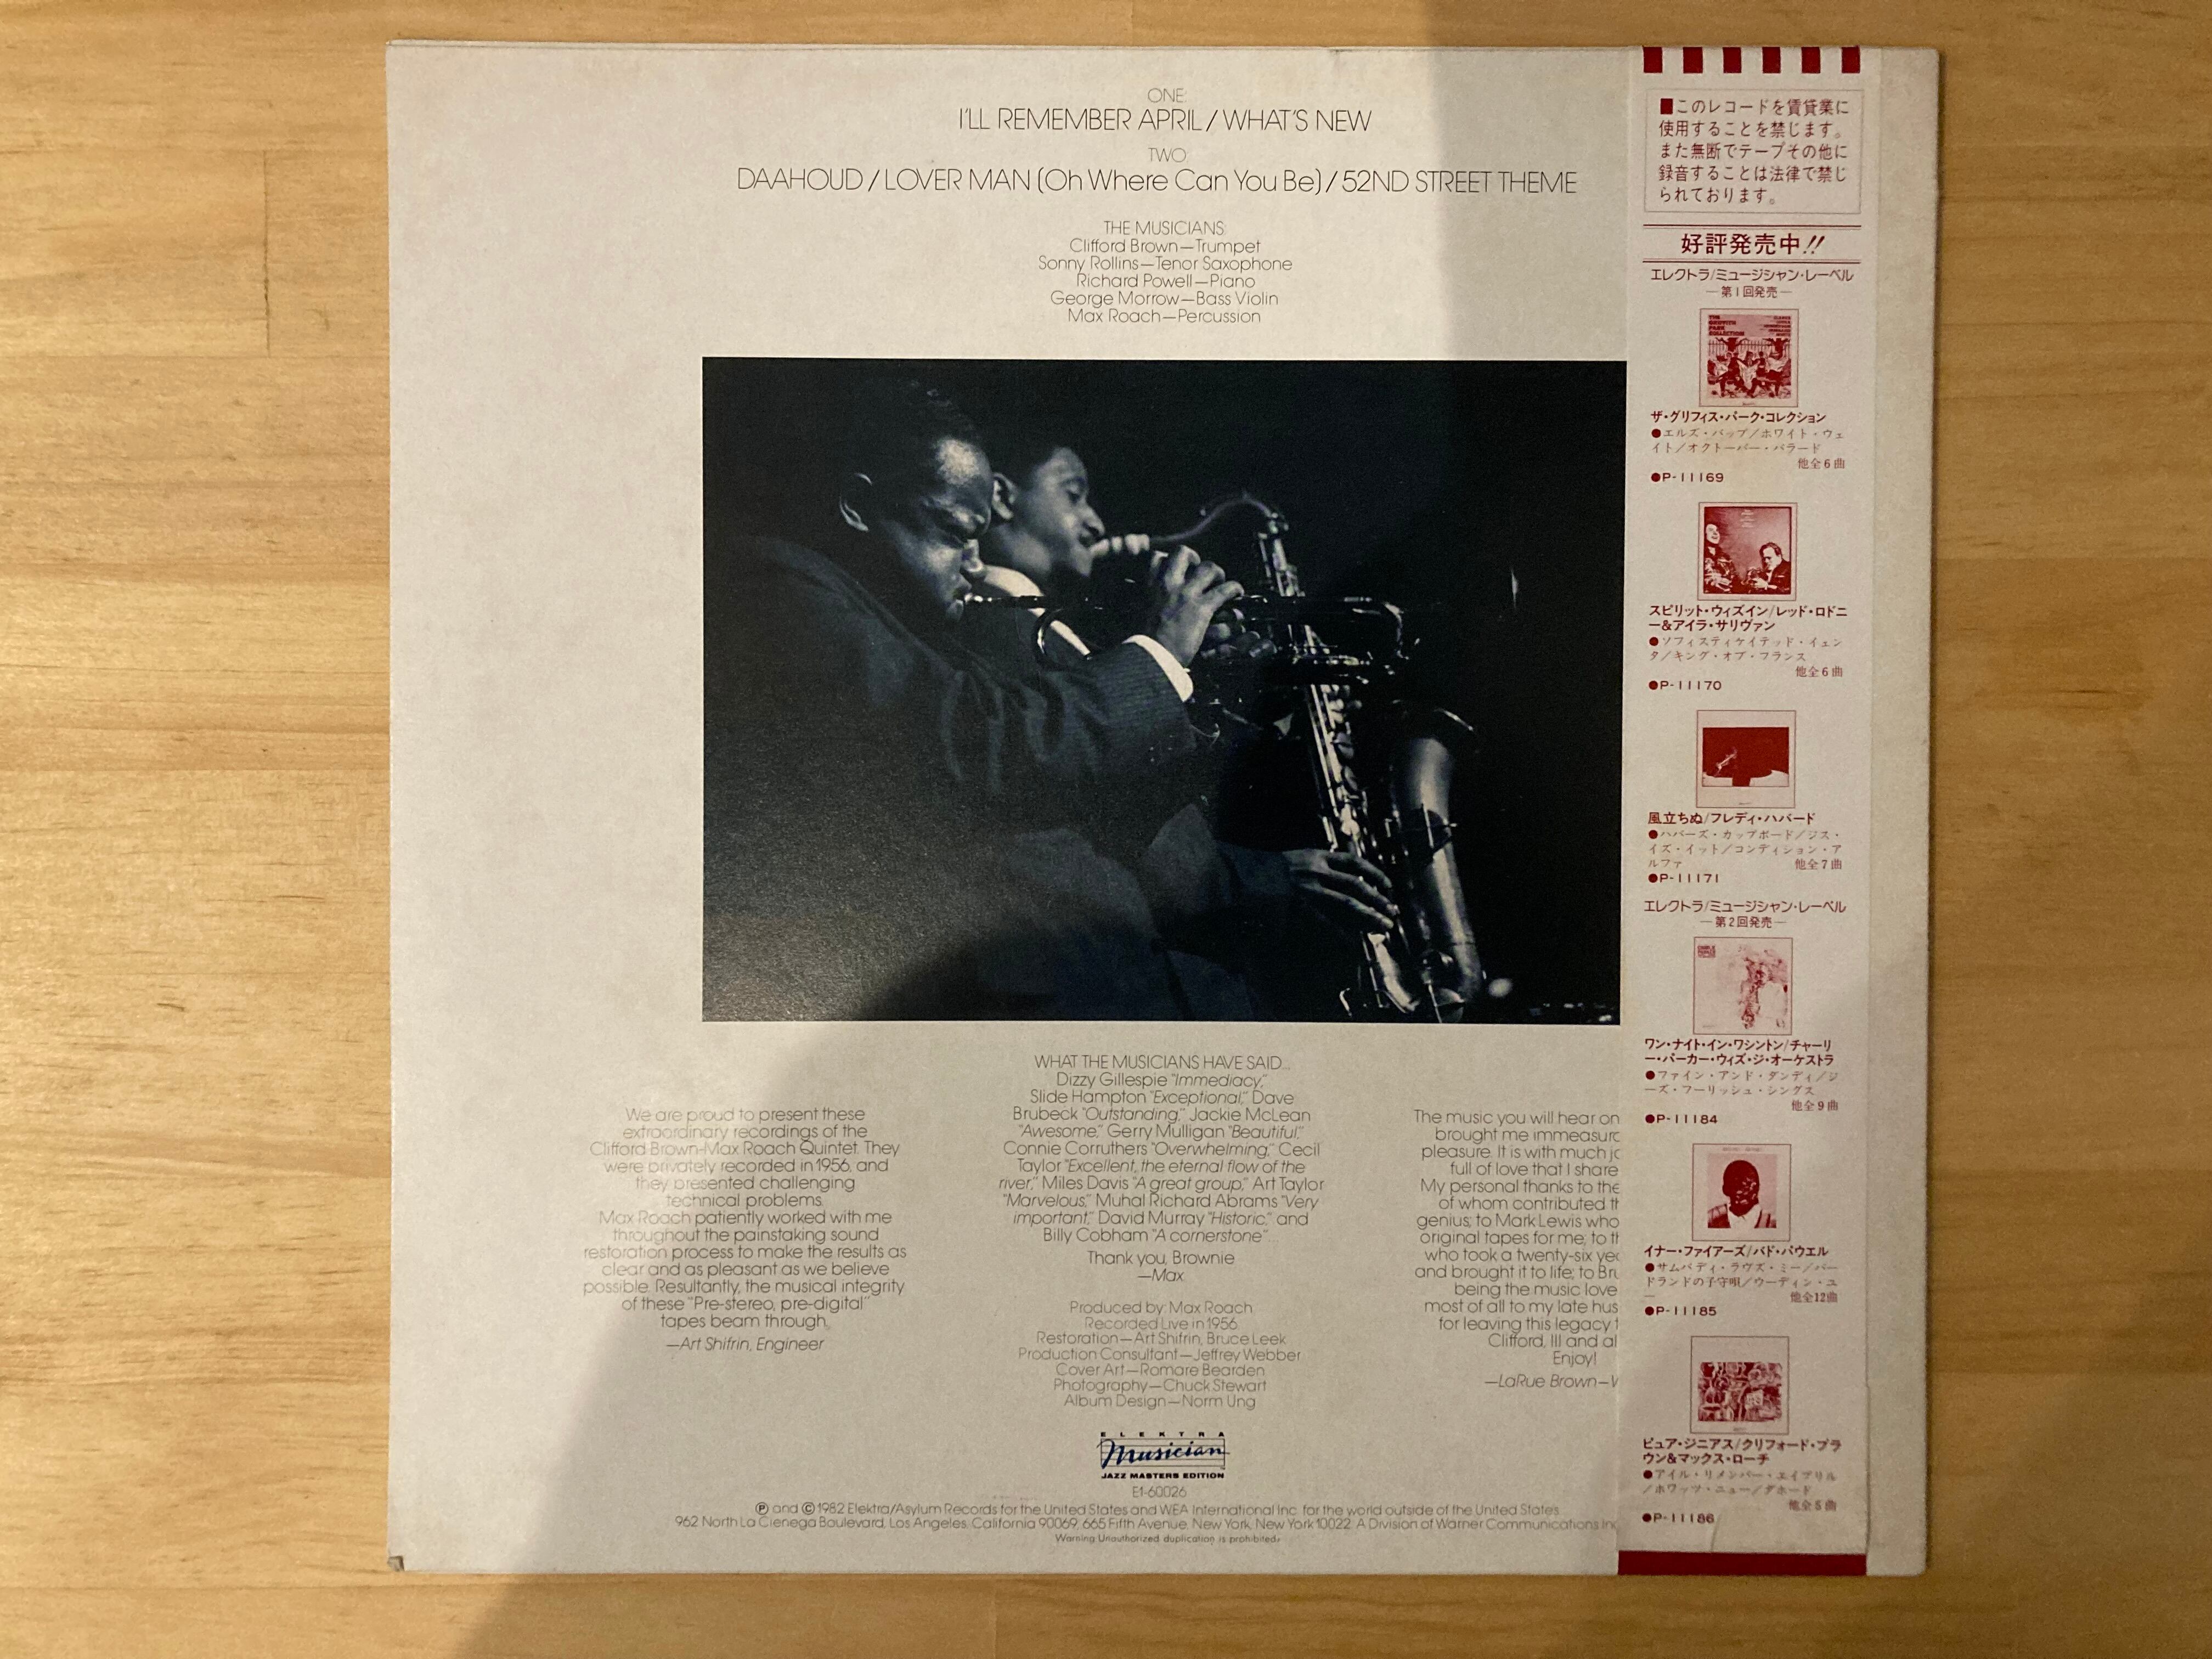 ONE:
I'LL REMEMBER APRIL / WHAT'S NEW
TWO:
DAAHOUD / LOVER MAN (Oh Where Can You Be) / 52ND STREET THEME
THE MUSICIANS:
Clifford Brown—Trumpet
Sonny Rollins—Tenor Saxophone
Richard Powell—Piano
George Morrow—Bass Violin
Max Roach—Percussion
We are proud to present these
extraordinary recordings of the
Clifford Brown-Max Roach Quintet. They
were privately recorded in 1956, and
they presented challenging
technical problems.
Max Roach patiently worked with me
throughout the painstaking sound
restoration process to make the results as
clear and as pleasant as we believe
possible. Resultantly, the musical integrity
of these "Pre-stereo, pre-digital"
tapes beam through.
—Art Shifrin, Engineer
WHAT THE MUSICIANS HAVE SAID...
Dizzy Gillespie "Immediacy,"
Slide Hampton "Exceptional," Dave
Brubeck "Outstanding," Jackie McLean
"Awesome," Gerry Mulligan "Beautiful,"
Connie Corruthers "Overwhelming," Cecil
Taylor "Excellent, the eternal flow of the
river," Miles Davis "A great group," Art Taylor
"Marvelous," Muhal Richard Abrams "Very
important," David Murray "Historic," and
Billy Cobham "A cornerstone"...
Thank you, Brownie
—Max
Produced by: Max Roach
Recorded Live in 1956
Restoration—Art Shifrin, Bruce Leek
Production Consultant—Jeffrey Webber
Cover Art—Romare Bearden
Photography—Chuck Stewart
Album Design—Norm Ung
The music you will hear on
brought me
pleasure. It is with much
full of love that I share
My personal thanks to the
of whom contributed
genius; to Mark Lewis who
original tapes for me; to
who took a twenty-six
and brought it to life; to
being the music
most of all to my late
for leaving this legacy
Clifford, III and
Enjoy!
—LaRue Brown—
ELEKTRA
Musician
JAZZ MASTERS EDITION
E1-60026
Ⓟ and © 1982 Elektra/Asylum Records for the United States and WEA International Inc. for the world outside of the United States.
962 North La Cienega Boulevard, Los Angeles, California 90069, 665 Fifth Avenue, New York, New York 10022. A Division of Warner Communications Inc
Warning: Unauthorized duplication is prohibited.
■このレコードを賃貸業に
使用することを禁じます。
また無断でテープその他に
録音することは法律で禁じ
られております。
好評発売中!!
エレクトラ/ミュージシャン・レーベル
—第1回発売—
THE GRIFFITH PARK COLLECTION
ザ・グリフィス・パーク・コレクション
●エルズ・バップ/ホワイト・ウェ
イト/オクトーバー・バラード
他全6曲
●P-11169
スピリット・ウィズイン/レッド・ロドニ
ー&アイラ・サリヴァン
●ソフィスティケイテッド・イェン
タ/キング・オブ・フランス
他全6曲
●P-11170
風立ちぬ/フレディ・ハバード
●ハバーズ・カップボード/ジス・
イズ・イット/コンディション・ア
ルファ 他全7曲
●P-11171
エレクトラ/ミュージシャン・レーベル
—第2回発売—
CHARLIE PARKER
ワン・ナイト・イン・ワシントン/チャーリ
ー・パーカー・ウィズ・ジ・オーケストラ
●ファイン・アンド・ダンディ/ジ
ーズ・フーリッシュ・シングス
他全9曲
●P-11184
イナー・ファイアーズ/バド・パウエル
●サムバディ・ラヴズ・ミー/バー
ドランドの子守唄/ウーディン・ユ
ー 他全12曲
●P-11185
ピュア・ジニアス/クリフォード・ブラ
ウン&マックス・ローチ
●アイル・リメンバー・エイプリル
/ホワッツ・ニュー/ダホード
他全5曲
●P-11186